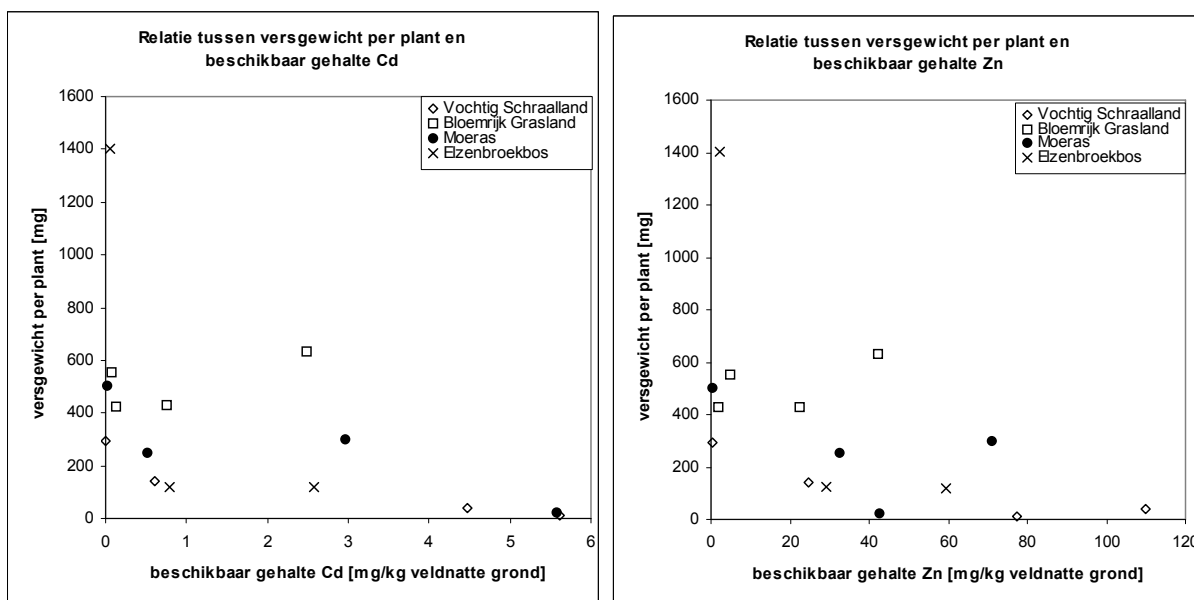 Relatie tussen versgewicht per plant en
beschikbaar gehalte Cd
1600
1400
1200
1000
800
600
400
200
0
versgewicht per plant [mg]
Vochtig Schraalland
Bloemrijk Grasland
Moeras
Elzenbroekbos
0 1 2 3 4 5 6
beschikbaar gehalte Cd [mg/kg veldnatte grond]
Relatie tussen versgewicht per plant en
beschikbaar gehalte Zn
1600
1400
1200
1000
800
600
400
200
0
versgewicht per plant [mg]
Vochtig Schraalland
Bloemrijk Grasland
Moeras
Elzenbroekbos
0 20 40 60 80 100 120
beschikbaar gehalte Zn [mg/kg veldnatte grond]